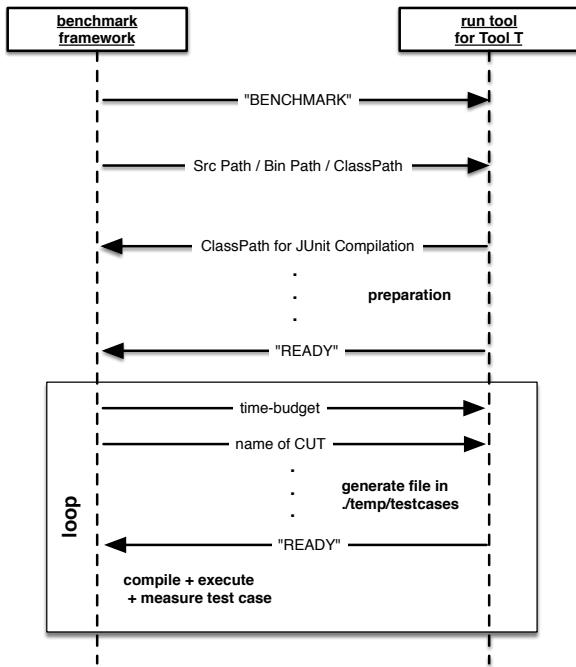 benchmark
framework
run tool
for Tool T
"BENCHMARK"
Src Path / Bin Path / ClassPath
ClassPath for JUnit Compilation
.
.
.
preparation
"READY"
loop
time-budget
name of CUT
.
.
.
generate file in
./temp/testcases
"READY"
compile + execute
+ measure test case